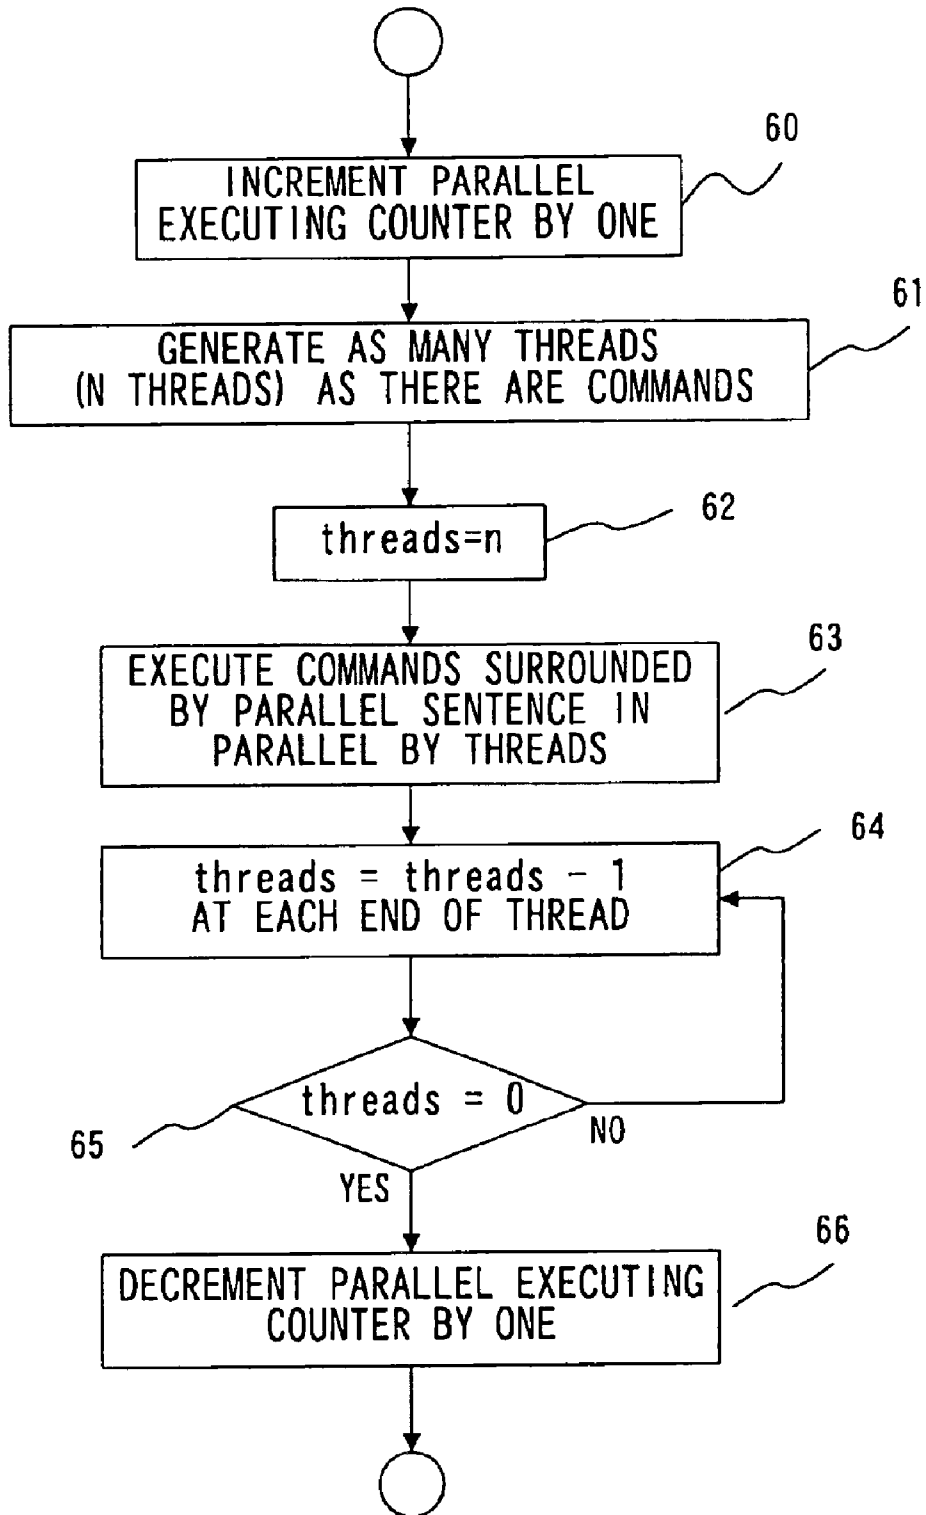 60
INCREMENT PARALLEL
EXECUTING COUNTER BY ONE
61
GENERATE AS MANY THREADS
(N THREADS) AS THERE ARE COMMANDS
62
threads=n
63
EXECUTE COMMANDS SURROUNDED
BY PARALLEL SENTENCE IN
PARALLEL BY THREADS
64
threads = threads - 1
AT EACH END OF THREAD
threads = 0
NO
65
YES
66
DECREMENT PARALLEL EXECUTING
COUNTER BY ONE